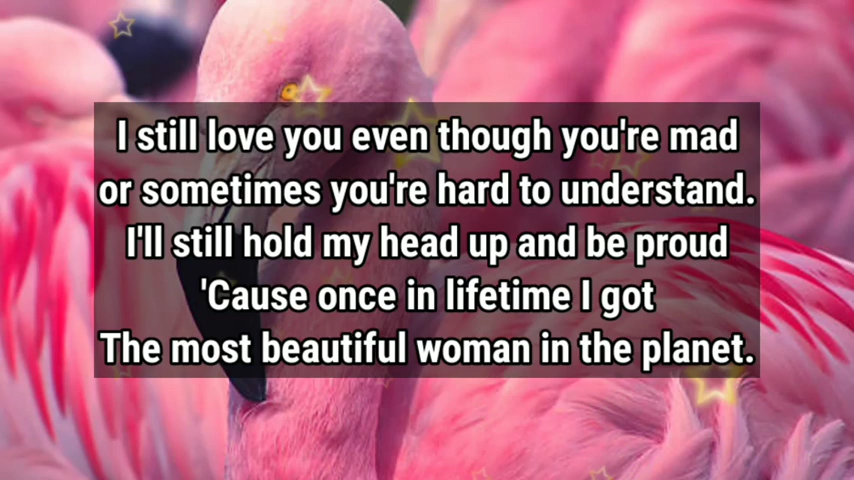 I still love you even though you're mad
or sometimes you're hard to understand.
I'll still hold my head up and be proud
'Cause once in lifetime I got
The most beautiful woman in the planet.